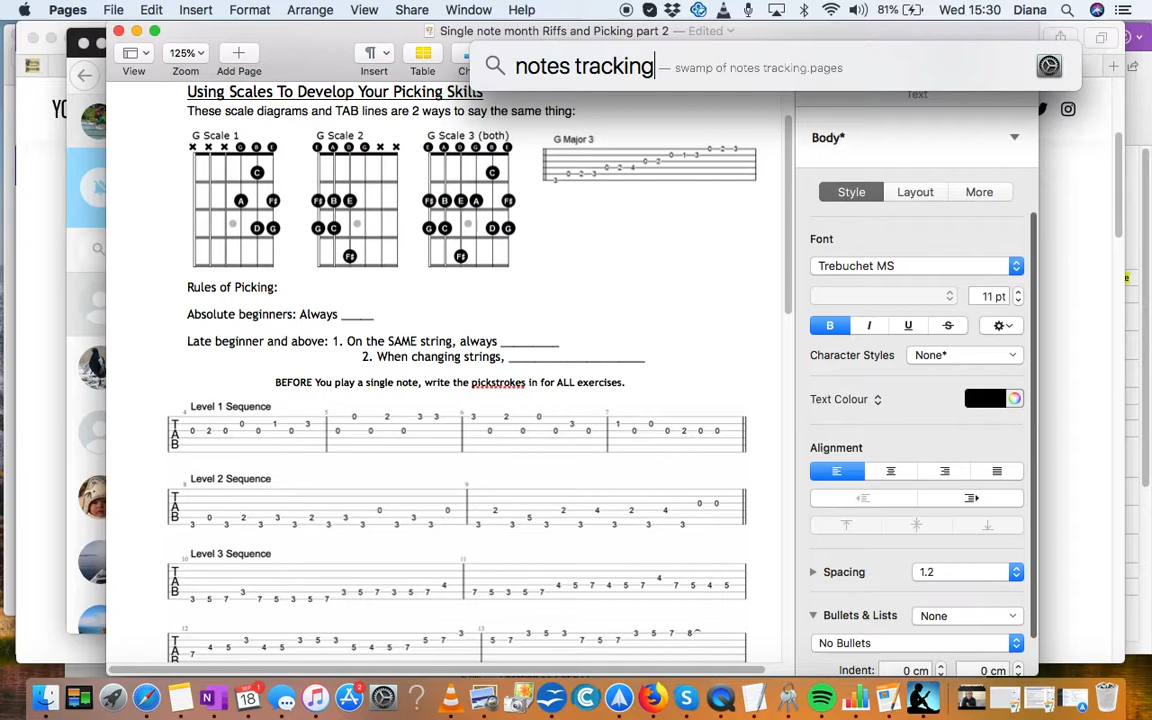 Pages File Edit Insert Format Arrange View Share Window Help 81% Wed 15:30 Diana
Single note month Riffs and Picking part 2 — Edited
notes tracking — swamp of notes tracking.pages
125%
View Zoom Add Page Insert Table
Text
Body*
Style Layout More
Font
Trebuchet MS
11 pt
B I U S
Character Styles None*
Text Colour
Alignment
Spacing 1.2
Bullets & Lists None
No Bullets
Indent: 0 cm 0 cm
Using Scales To Develop Your Picking Skills
These scale diagrams and TAB lines are 2 ways to say the same thing:
G Scale 1 G Scale 2 G Scale 3 (both) G Major 3
Rules of Picking:
Absolute beginners: Always _____
Late beginner and above: 1. On the SAME string, always _________
2. When changing strings, _____________________
BEFORE You play a single note, write the pickstrokes in for ALL exercises.
Level 1 Sequence
Level 2 Sequence
Level 3 Sequence